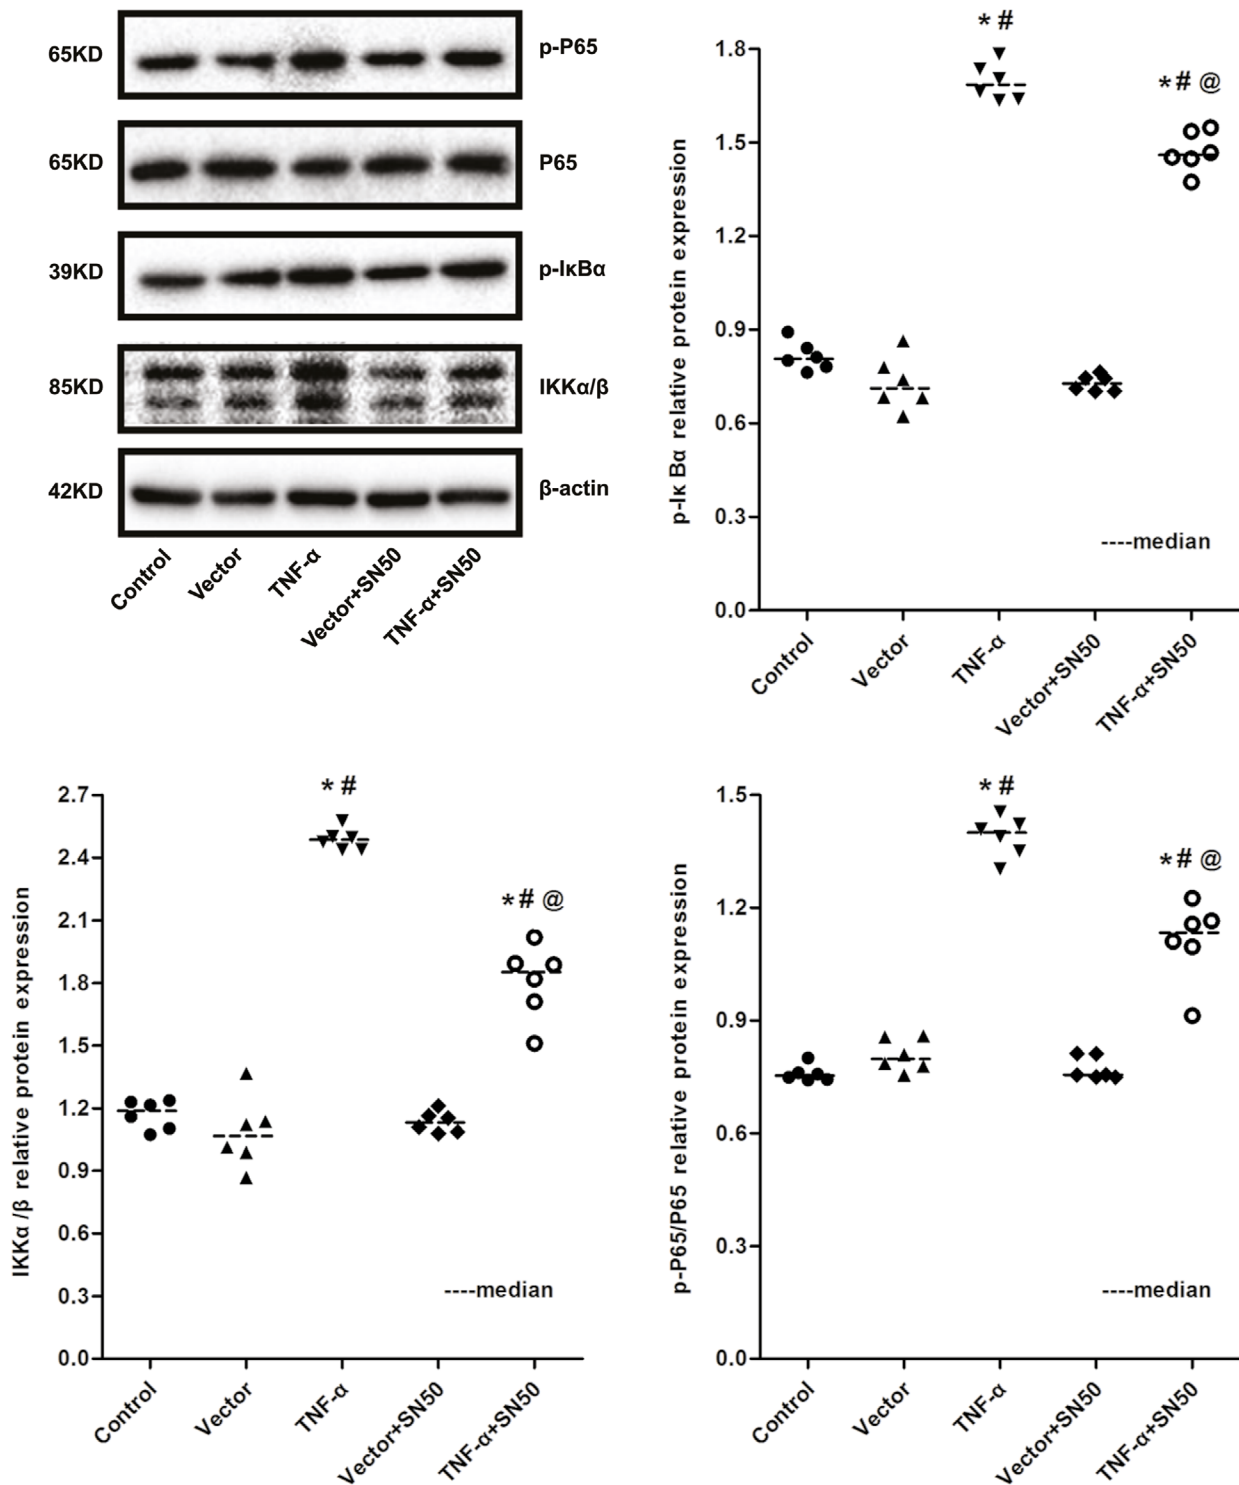 65KD p-P65
65KD P65
39KD p-IκBα
85KD IKKα/β
42KD β-actin
Control
Vector
TNF-α
Vector+SN50
TNF-α+SN50
p-Iκ Bα relative protein expression
1.8
1.5
1.2
0.9
0.6
0.3
0.0
* #
* # @
----median
Control
Vector
TNF-α
Vector+SN50
TNF-α+SN50
IKKα /β relative protein expression
2.7
2.4
2.1
1.8
1.5
1.2
0.9
0.6
0.3
0.0
* #
* # @
----median
Control
Vector
TNF-α
Vector+SN50
TNF-α+SN50
p-P65/P65 relative protein expression
1.5
1.2
0.9
0.6
0.3
0.0
* #
* # @
----median
Control
Vector
TNF-α
Vector+SN50
TNF-α+SN50